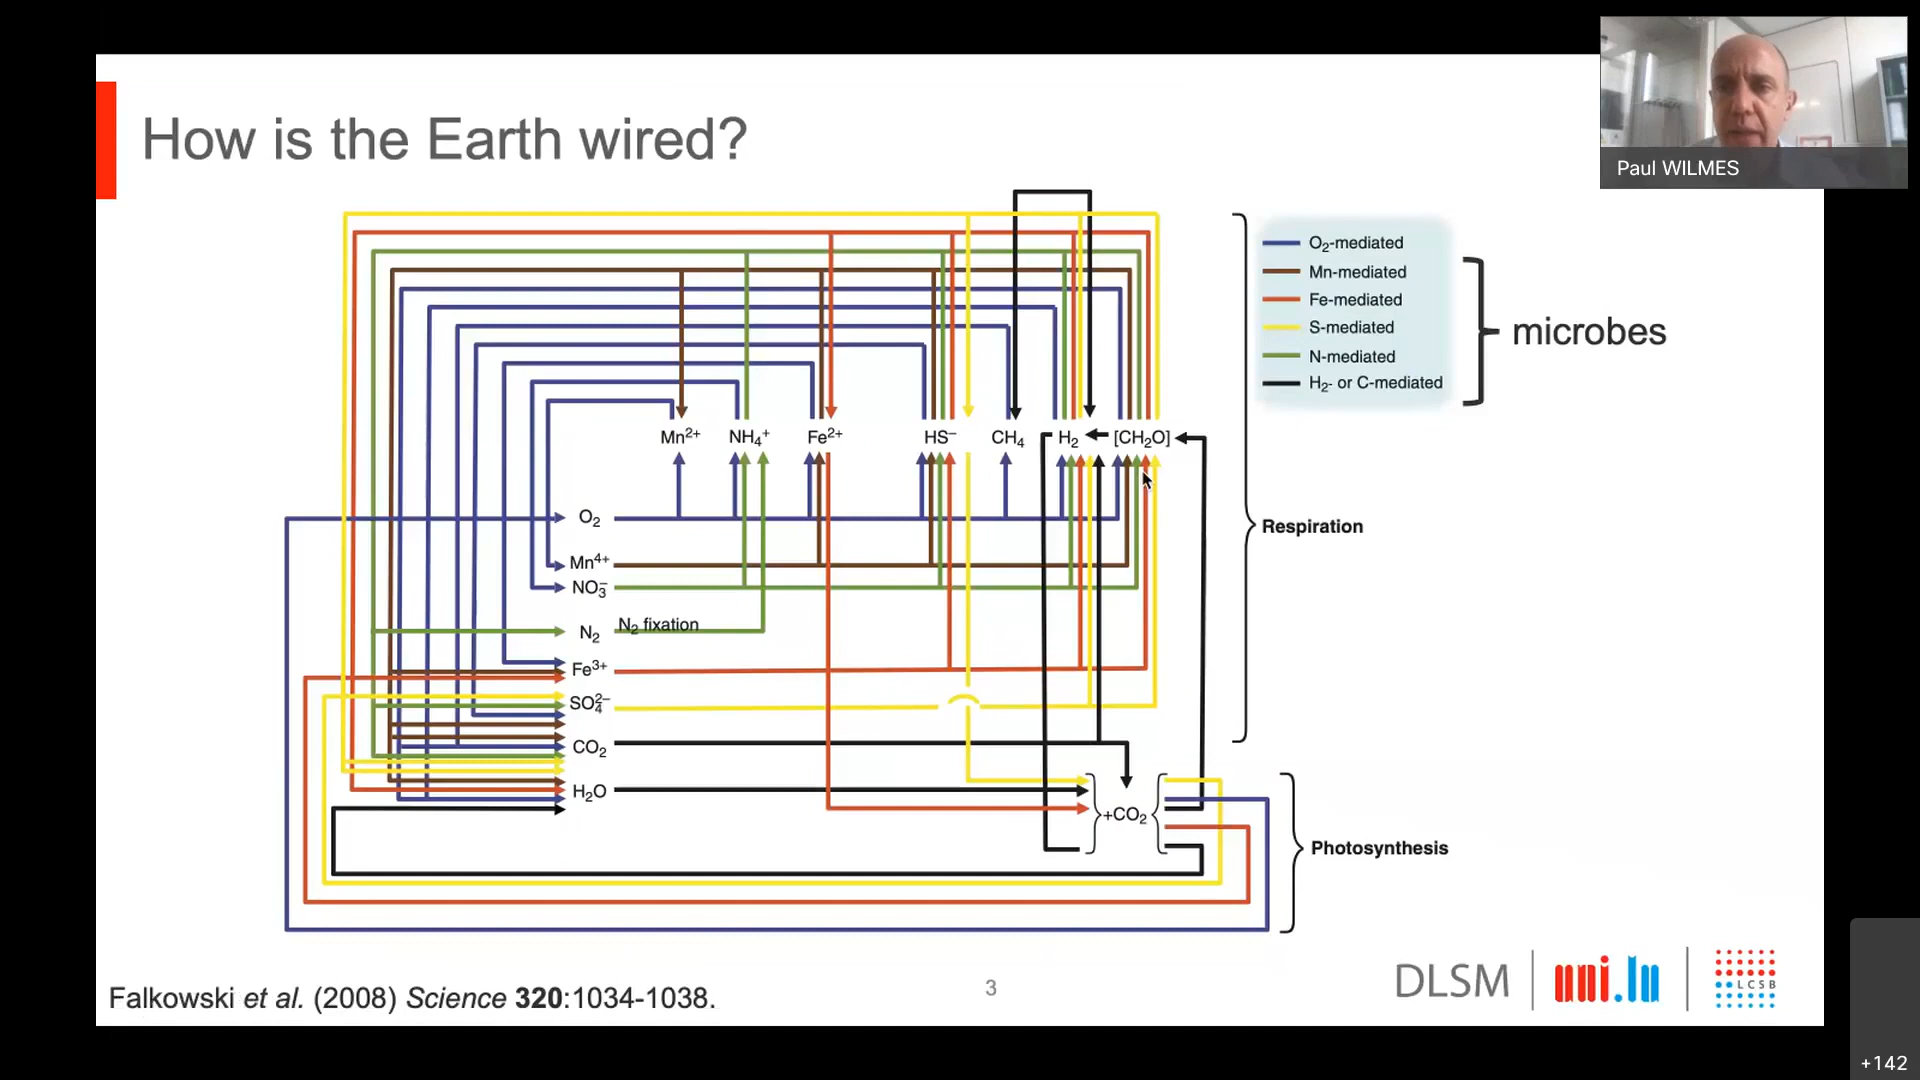 How is the Earth wired?
Paul WILMES
O₂-mediated
Mn-mediated
Fe-mediated
S-mediated
N-mediated
H₂- or C-mediated
microbes
Mn²⁺ NH₄⁺ Fe²⁺ HS⁻ CH₄ H₂ [CH₂O]
O₂
Respiration
Mn⁴⁺
NO₃⁻
N₂ N₂ fixation
Fe³⁺
SO₄²⁻
CO₂
H₂O
+CO₂
Photosynthesis
Falkowski et al. (2008) Science 320:1034-1038.
3
DLSM uni.lu LCSB
+142